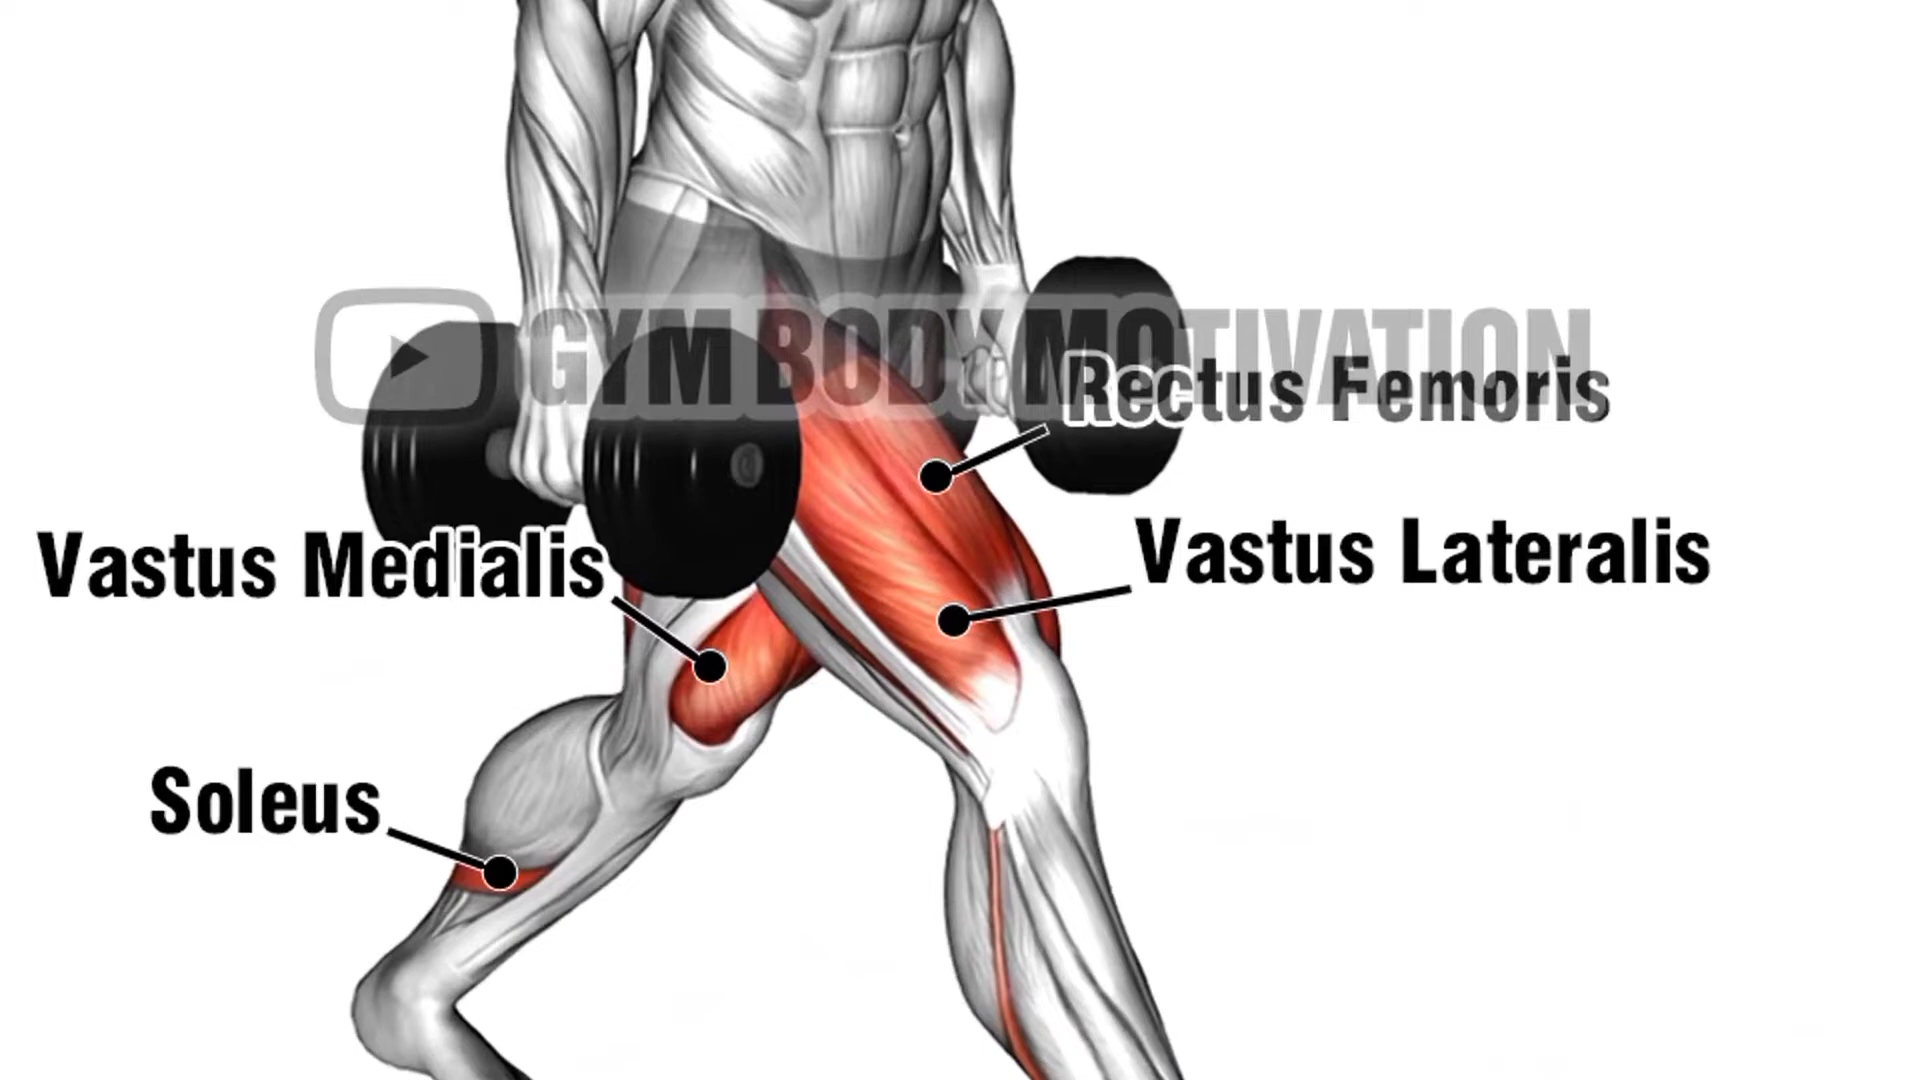 GYM BODY MOTIVATION
Rectus Femoris
Vastus Lateralis
Vastus Medialis
Soleus